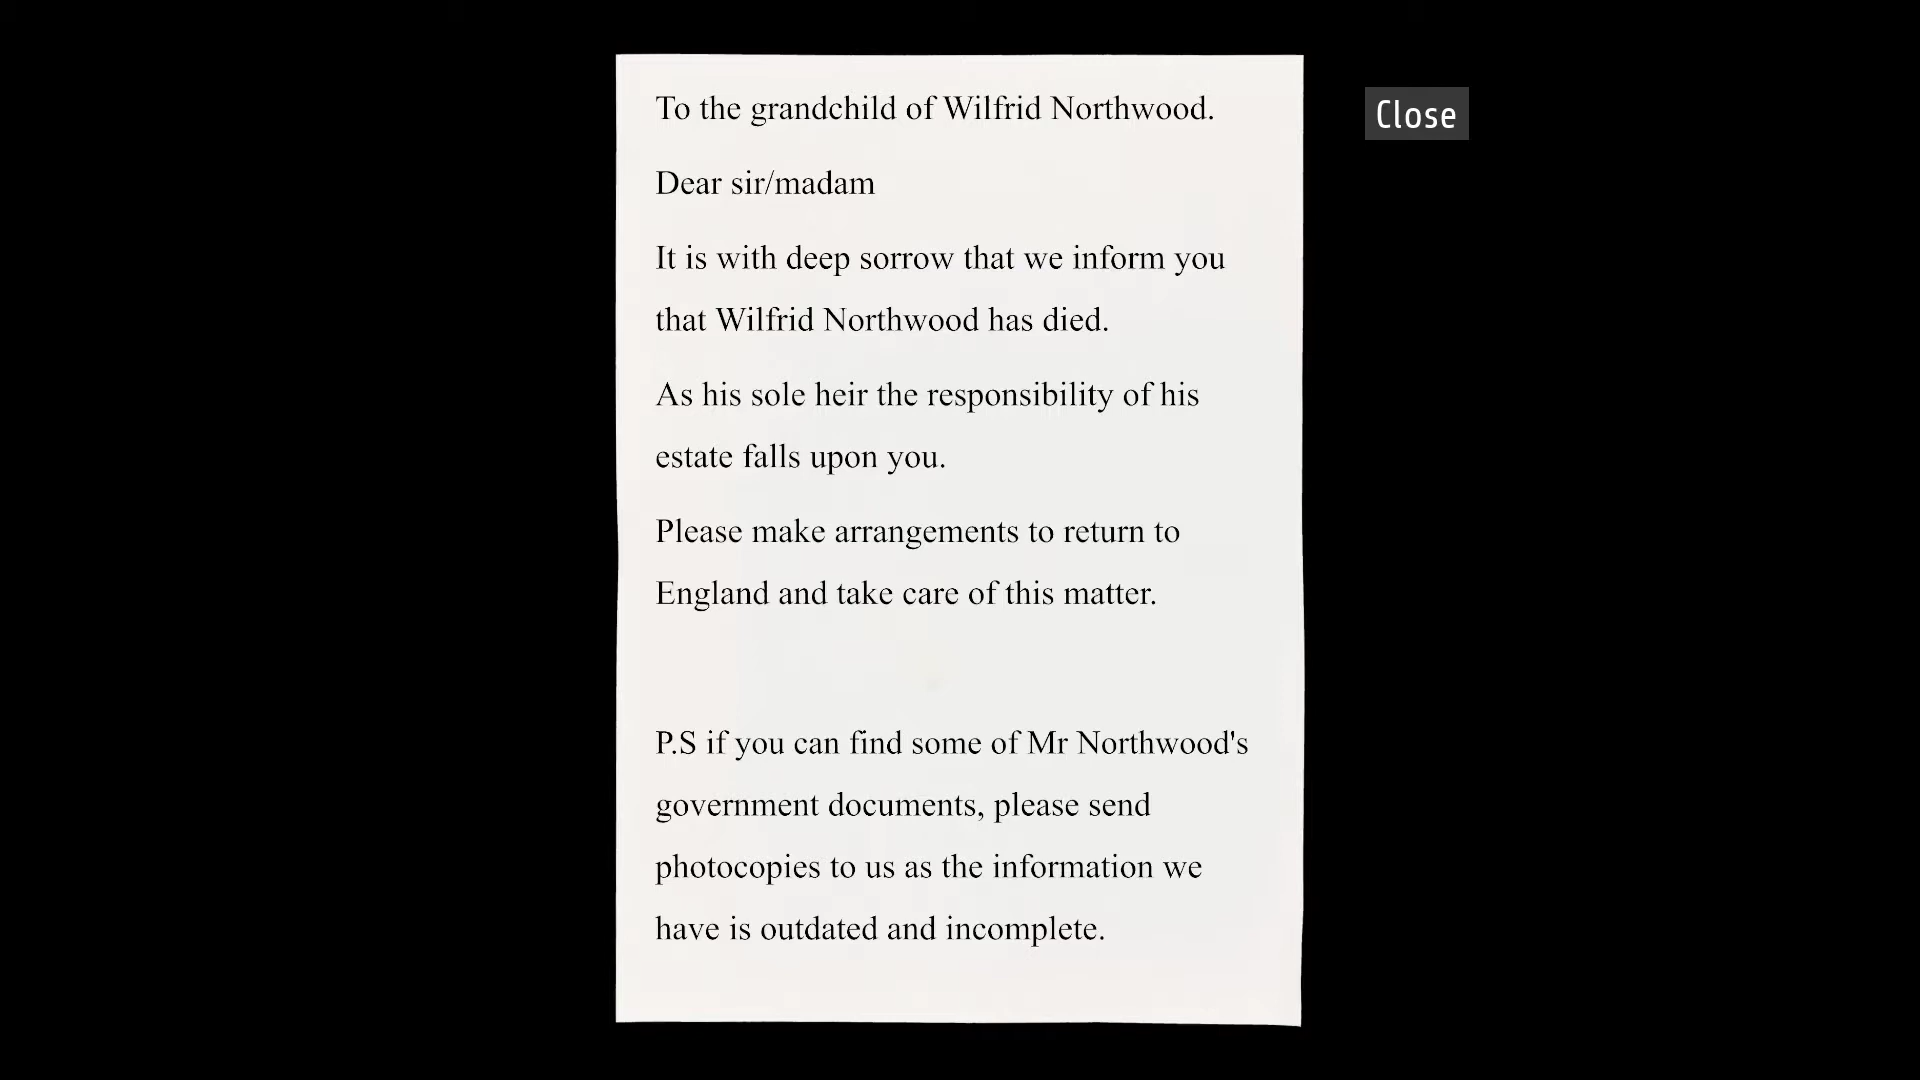 To the grandchild of Wilfrid Northwood.
Close
Dear sir/madam
It is with deep sorrow that we inform you
that Wilfrid Northwood has died.
As his sole heir the responsibility of his
estate falls upon you.
Please make arrangements to return to
England and take care of this matter.
P.S if you can find some of Mr Northwood's
government documents, please send
photocopies to us as the information we
have is outdated and incomplete.